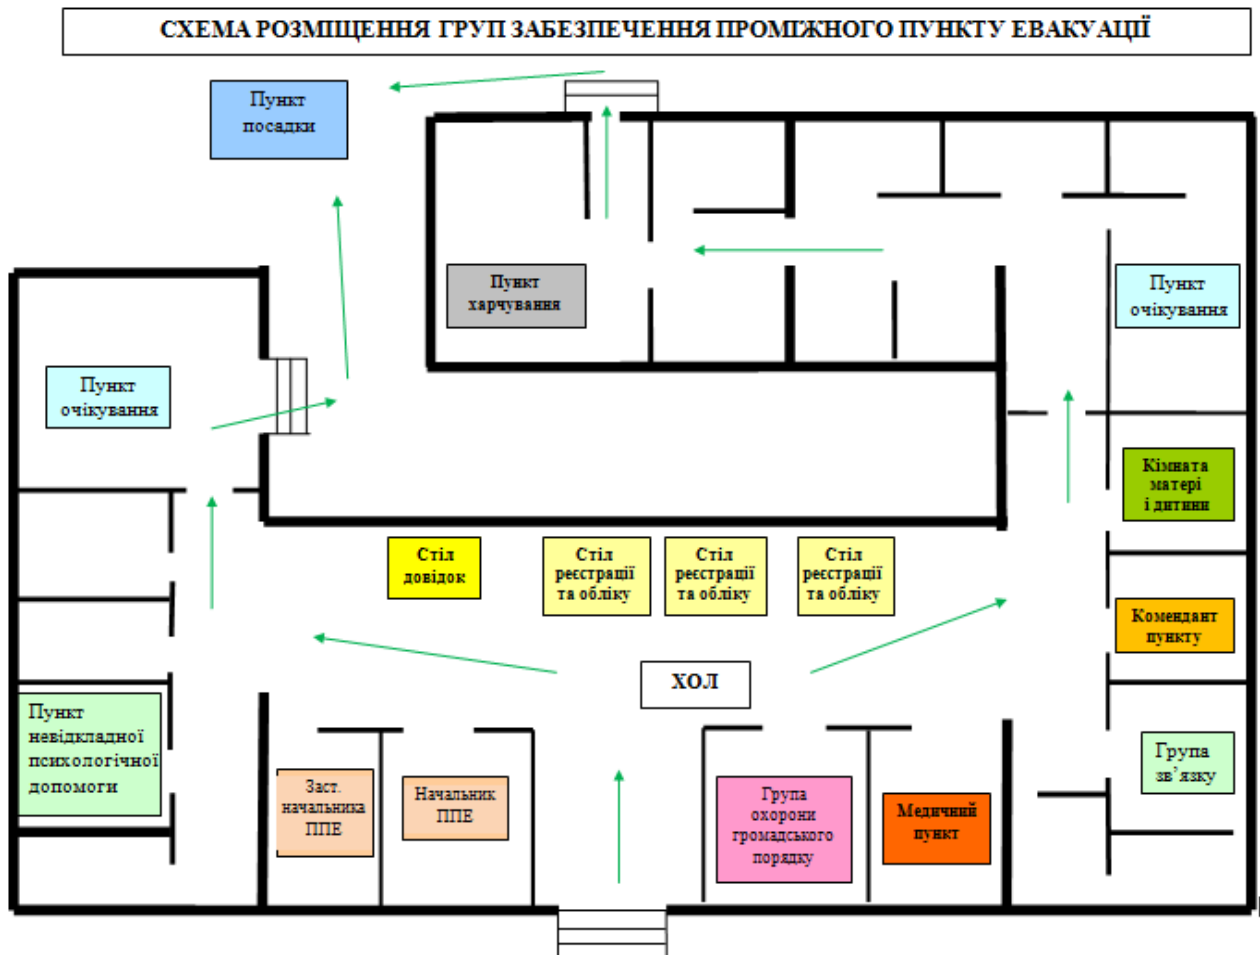 СХЕМА РОЗМІЩЕННЯ ГРУП ЗАБЕЗПЕЧЕННЯ ПРОМІЖНОГО ПУНКТУ ЕВАКУАЦІЇ
Пункт
посадки
Пункт
харчування
Пункт
очікування
Пункт
очікування
Кімната
матері
і дитини
Стіл
довідок
Стіл
реєстрації
та обліку
Стіл
реєстрації
та обліку
Стіл
реєстрації
та обліку
Комендант
пункту
ХОЛ
Пункт
невідкладної
психологічної
допомоги
Заст.
начальника
ППЕ
Начальник
ППЕ
Група
охорони
громадського
порядку
Медичний
пункт
Група
зв’язку